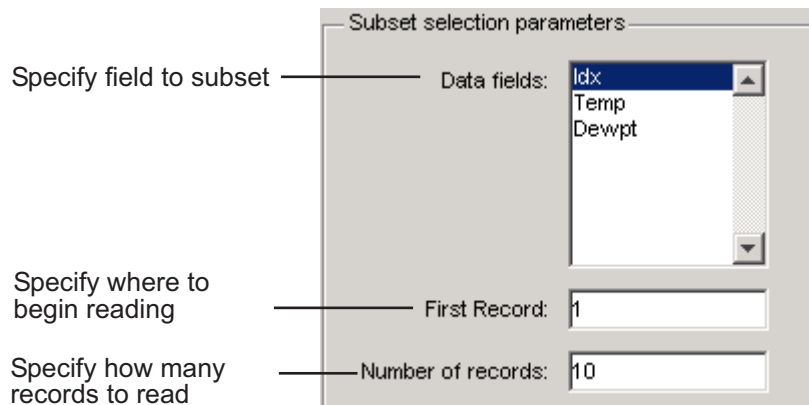 Subset selection parameters
Specify field to subset
Data fields:
Idx
Temp
Dewpt
Specify where to
begin reading
First Record:
1
Specify how many
records to read
Number of records:
10